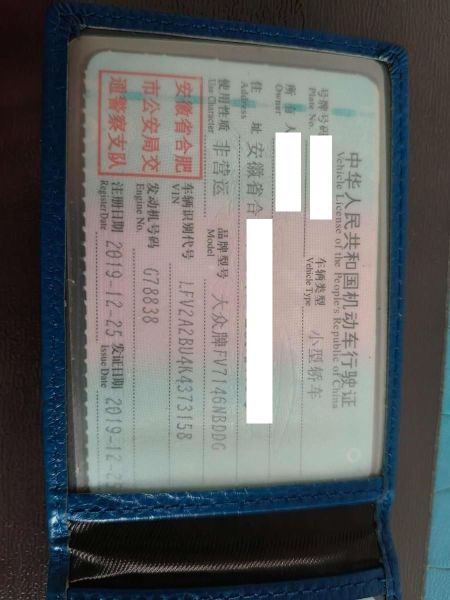 中华人民共和国机动车行驶证
Vehicle License of the People's Republic of China
号牌号码
Plate No.
车辆类型 小型轿车
Vehicle Type
所有人
Owner
住址 安徽省合
Address
使用性质 非营运
Use Character
品牌型号 大众牌FV7146NBDDG
Model
安徽省合肥
市公安局交
通警察支队
车辆识别代号 LFV2A2BU4K4373158
VIN
发动机号码 G78838
Engine No.
注册日期 2019-12-25
Register Date
发证日期 2019-12-25
Issue Date